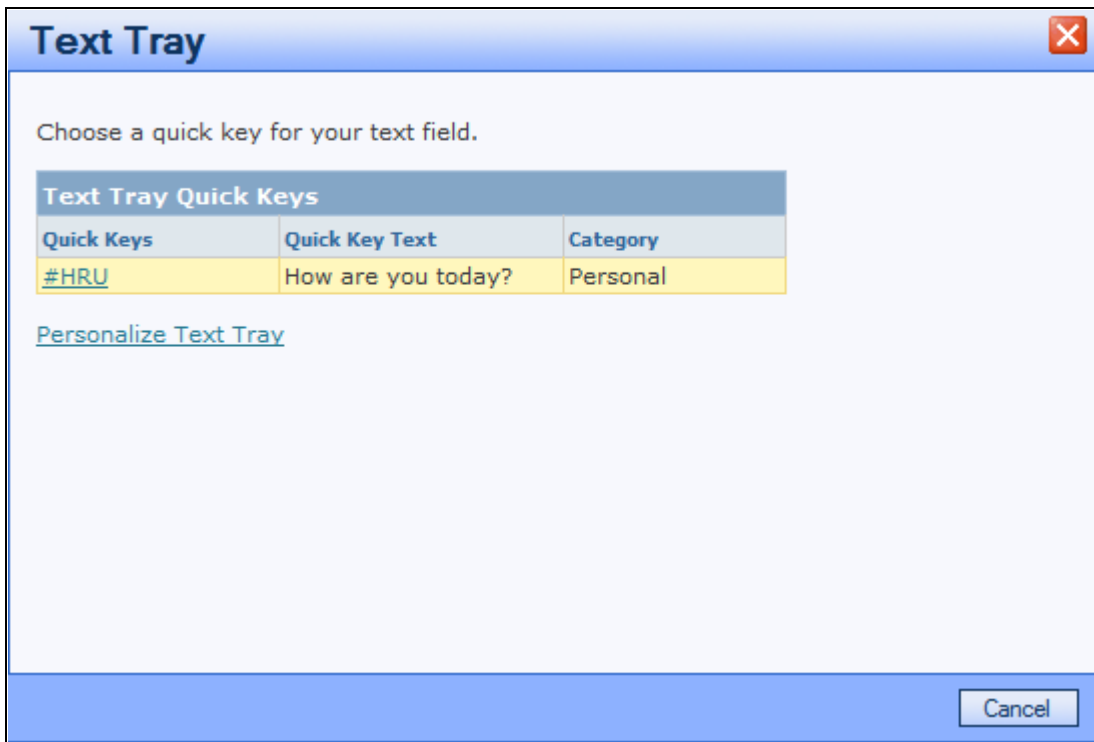 Text Tray
Choose a quick key for your text field.
Text Tray Quick Keys
Quick Keys Quick Key Text Category
#HRU How are you today? Personal
Personalize Text Tray
Cancel